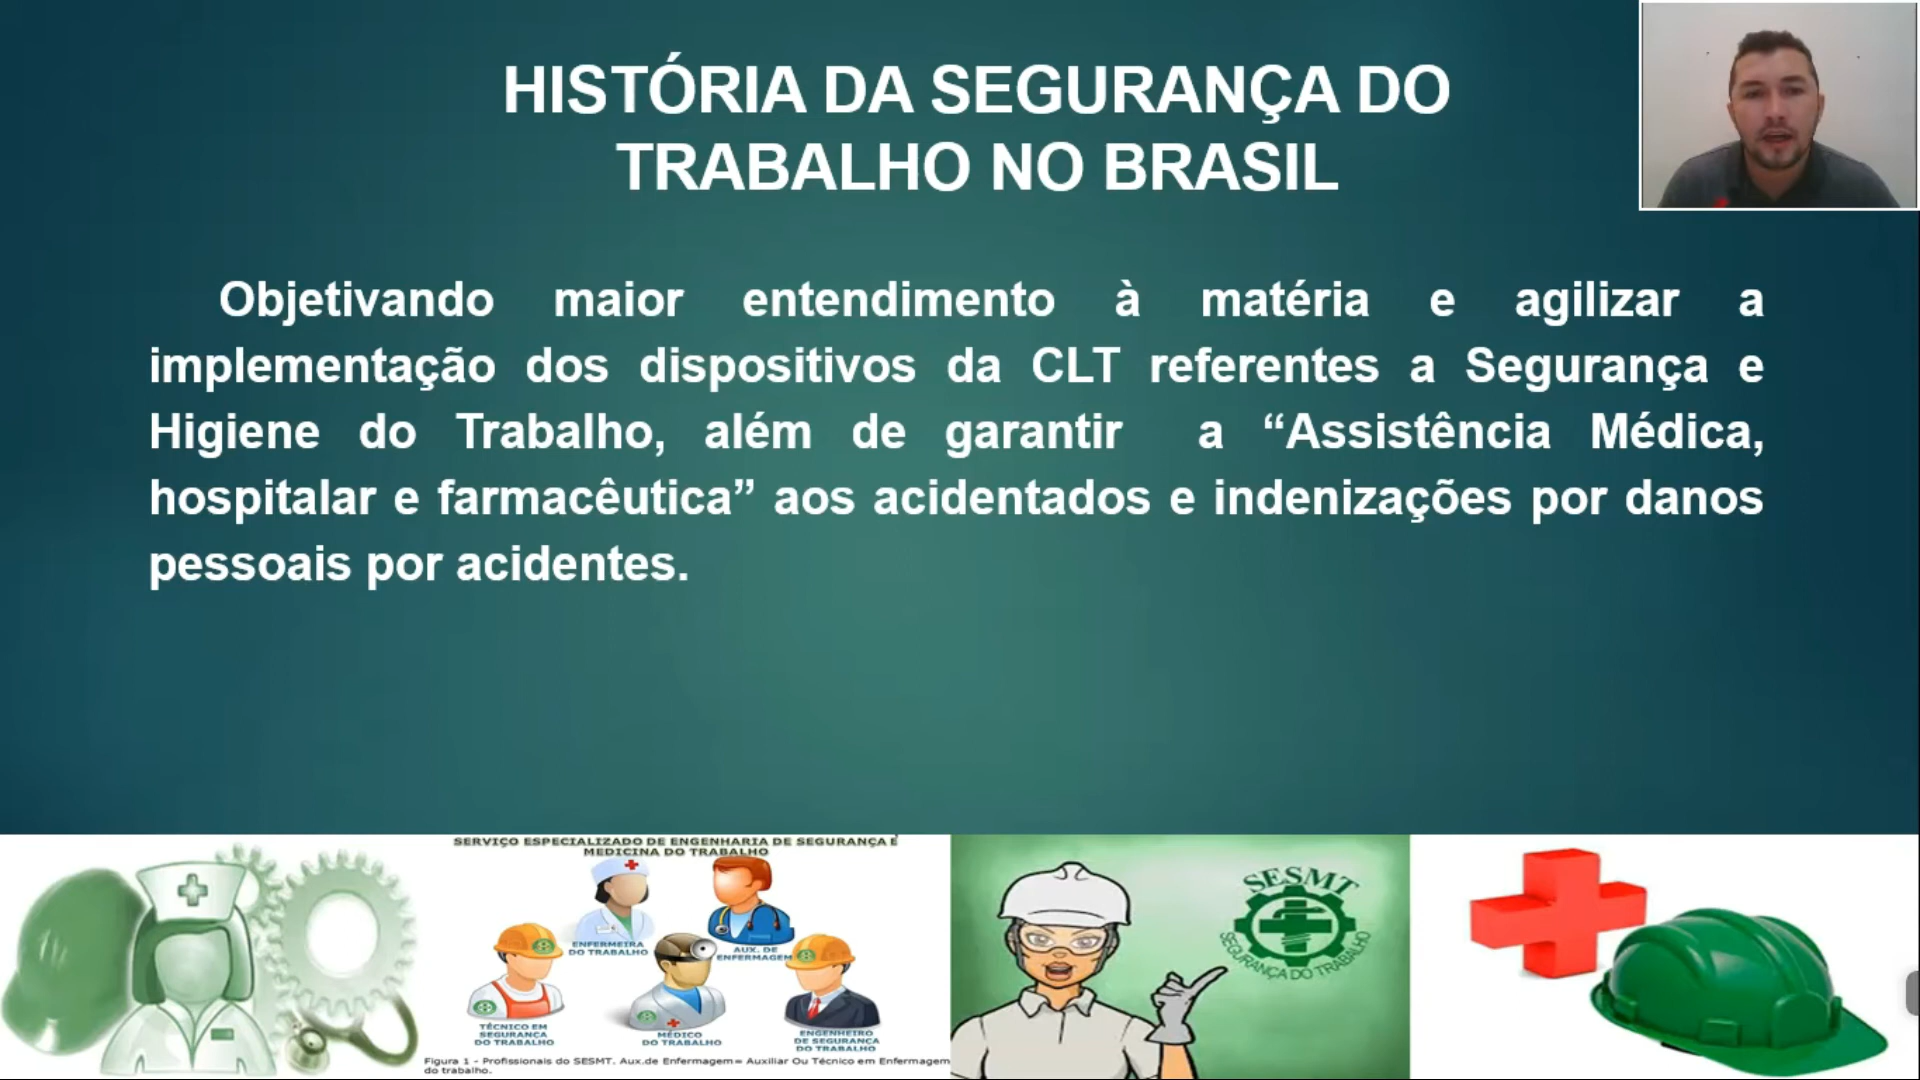 HISTÓRIA DA SEGURANÇA DO
TRABALHO NO BRASIL
Objetivando maior entendimento à matéria e agilizar a
implementação dos dispositivos da CLT referentes a Segurança e
Higiene do Trabalho, além de garantir a “Assistência Médica,
hospitalar e farmacêutica” aos acidentados e indenizações por danos
pessoais por acidentes.
SERVIÇO ESPECIALIZADO DE ENGENHARIA DE SEGURANÇA E
MEDICINA DO TRABALHO
ENFERMEIRA
DO TRABALHO
AUX. DE
ENFERMAGEM
TÉCNICO EM
SEGURANÇA
DO TRABALHO
MÉDICO
DO TRABALHO
ENGENHEIRO
DE SEGURANÇA
DO TRABALHO
Figura 1 - Profissionais do SESMT. Aux.de Enfermagem= Auxiliar Ou Técnico em Enfermagem
do trabalho.
SESMT
SEGURANÇA DO TRABALHO